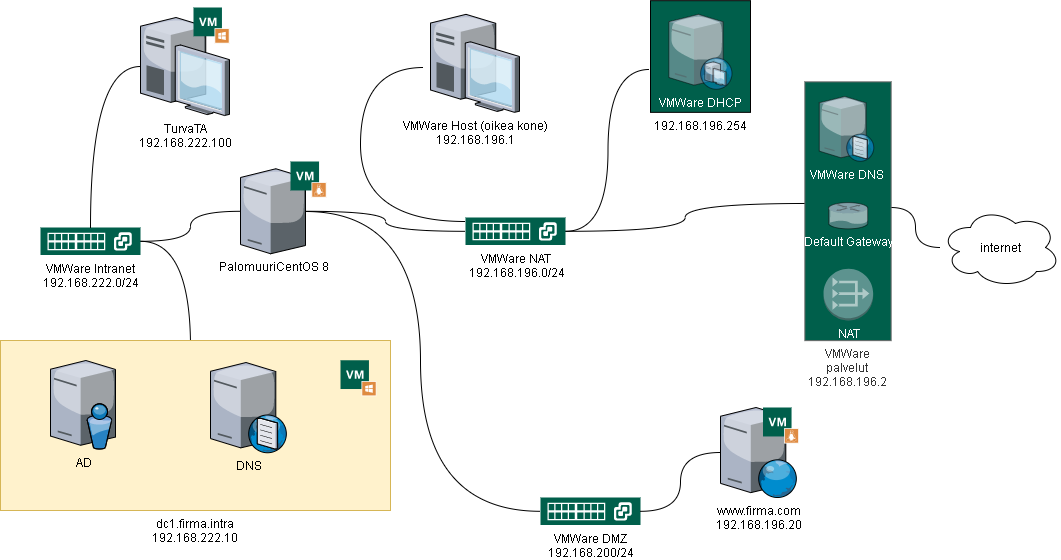 VM
TurvaTA
192.168.222.100
VMWare Host (oikea kone)
192.168.196.1
VMWare DHCP
192.168.196.254
VM
PalomuuriCentOS 8
VMWare Intranet
192.168.222.0/24
VMWare NAT
192.168.196.0/24
VMWare DNS
Default Gateway
NAT
VMWare
palvelut
192.168.196.2
internet
VM
AD
DNS
dc1.firma.intra
192.168.222.10
VM
www.firma.com
192.168.196.20
VMWare DMZ
192.168.200/24